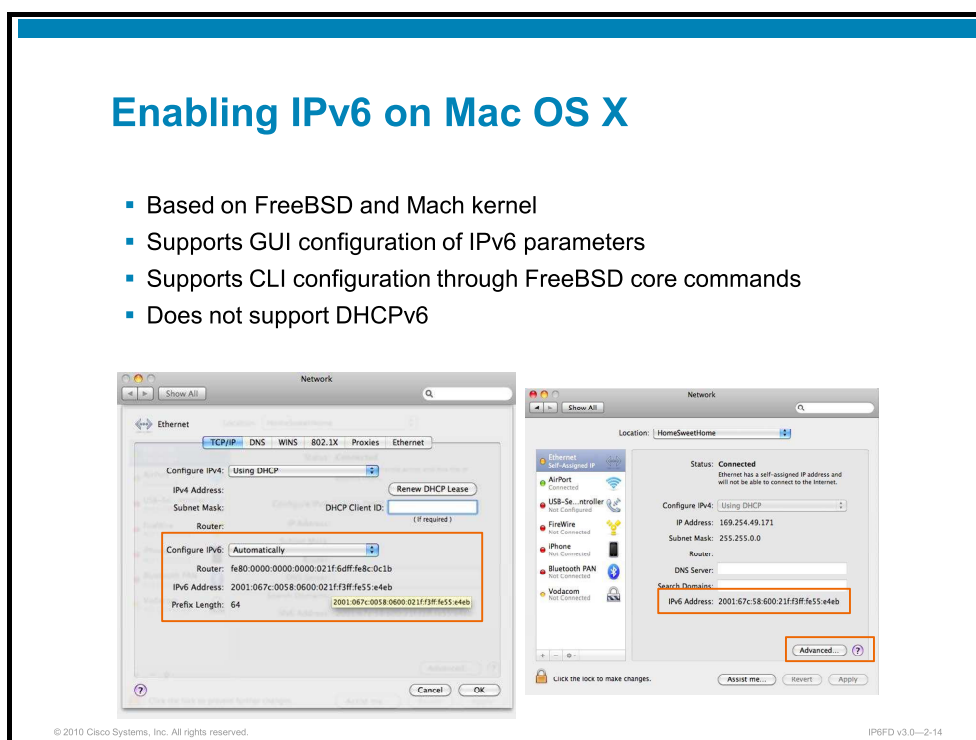 Enabling IPv6 on Mac OS X
Based on FreeBSD and Mach kernel
Supports GUI configuration of IPv6 parameters
Supports CLI configuration through FreeBSD core commands
Does not support DHCPv6
Network
Show All
Ethernet
TCP/IP DNS WINS 802.1X Proxies Ethernet
Configure IPv4: Using DHCP
IPv4 Address: Renew DHCP Lease
Subnet Mask: DHCP Client ID:
( If required )
Router:
Configure IPv6: Automatically
Router: fe80:0000:0000:0000:021f:6dff:fe8c:0c1b
IPv6 Address: 2001:067c:0058:0600:021f:f3ff:fe55:e4eb
Prefix Length: 64
2001:067c:0058:0600:021f:f3ff:fe55:e4eb
? Cancel OK
Network
Show All
Location: HomeSweetHome
Ethernet
Self-Assigned IP
AirPort
Connected
USB-Se...ntroller
Not Configured
FireWire
Not Connected
iPhone
Not Connected
Bluetooth PAN
Not Connected
Vodacom
Not Connected
Status: Connected
Ethernet has a self-assigned IP address and
will not be able to connect to the Internet.
Configure IPv4: Using DHCP
IP Address: 169.254.49.171
Subnet Mask: 255.255.0.0
Router:
DNS Server:
Search Domains:
IPv6 Address: 2001:67c:58:600:21f:f3ff:fe55:e4eb
Advanced... ?
Click the lock to make changes.
Assist me... Revert Apply
© 2010 Cisco Systems, Inc. All rights reserved.
IP6FD v3.0—2-14